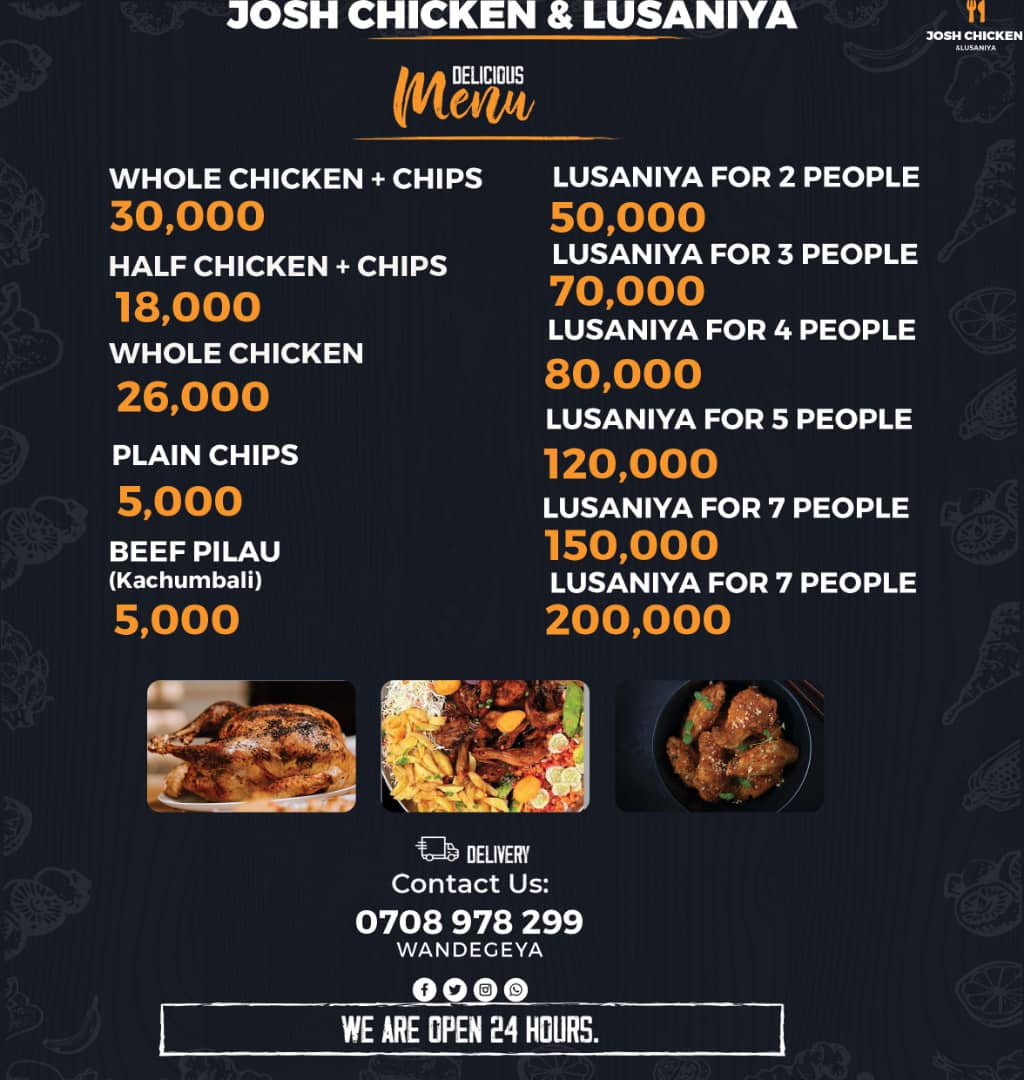 JOSH CHICKEN & LUSANIYA
JOSH CHICKEN
&LUSANIYA
DELICIOUS
Menu
WHOLE CHICKEN + CHIPS
30,000
HALF CHICKEN + CHIPS
18,000
WHOLE CHICKEN
26,000
PLAIN CHIPS
5,000
BEEF PILAU
(Kachumbali)
5,000
LUSANIYA FOR 2 PEOPLE
50,000
LUSANIYA FOR 3 PEOPLE
70,000
LUSANIYA FOR 4 PEOPLE
80,000
LUSANIYA FOR 5 PEOPLE
120,000
LUSANIYA FOR 7 PEOPLE
150,000
LUSANIYA FOR 7 PEOPLE
200,000
DELIVERY
Contact Us:
0708 978 299
WANDEGEYA
WE ARE OPEN 24 HOURS.